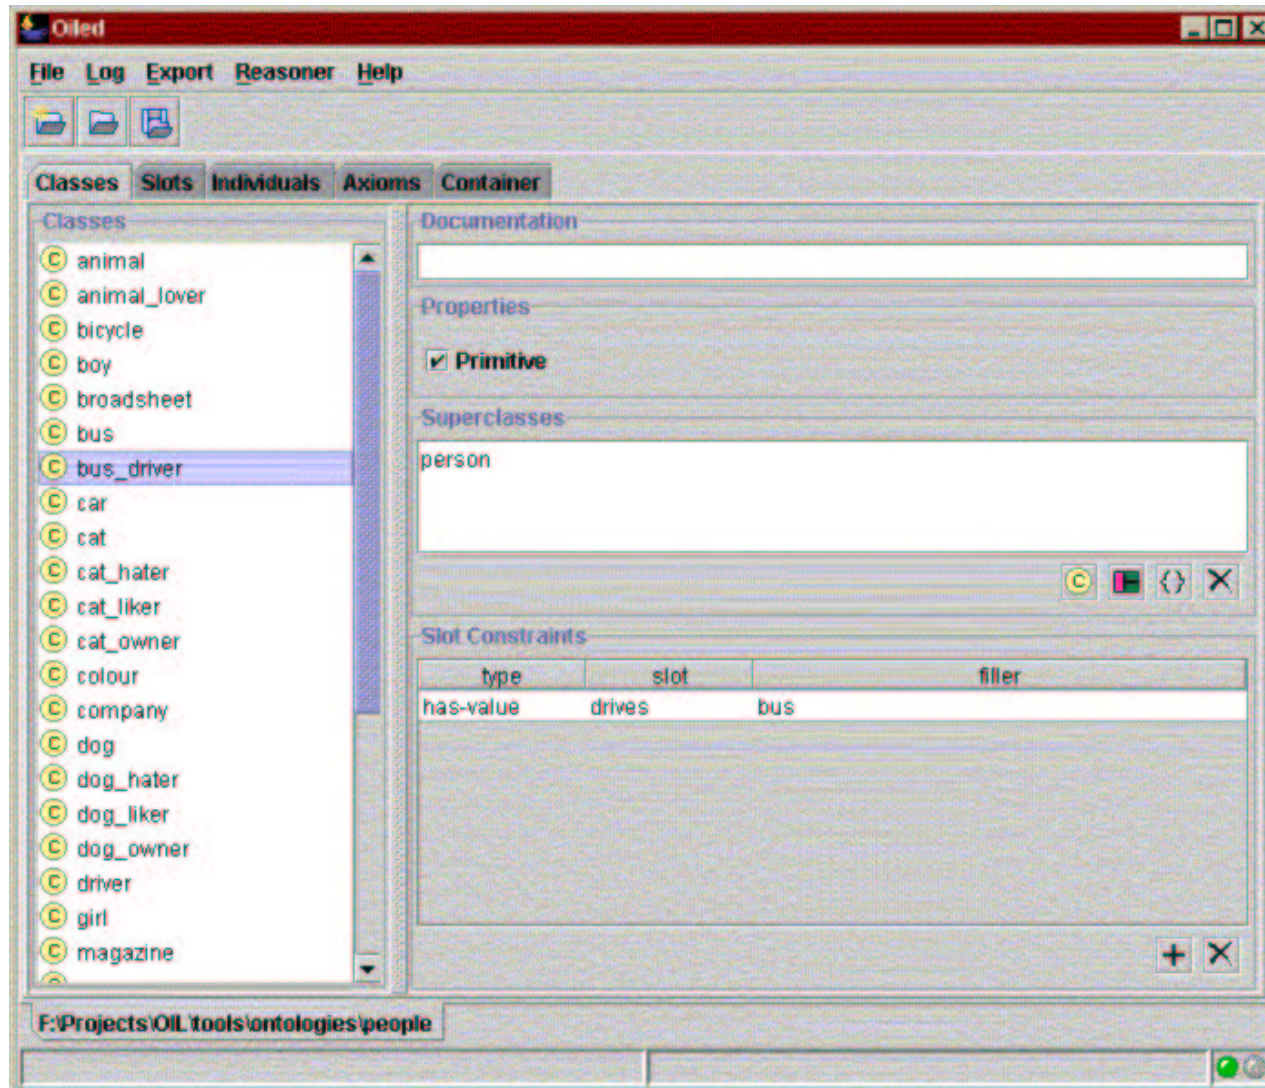 Oiled
File Log Export Reasoner Help
Classes Slots Individuals Axioms Container
Classes
C animal
C animal_lover
C bicycle
C boy
C broadsheet
C bus
C bus_driver
C car
C cat
C cat_hater
C cat_liker
C cat_owner
C colour
C company
C dog
C dog_hater
C dog_liker
C dog_owner
C driver
C girl
C magazine
Documentation
Properties
Primitive
Superclasses
person
C {}
Slot Constraints
type slot filler
has-value drives bus
F:\Projects\OIL\tools\ontologies\people